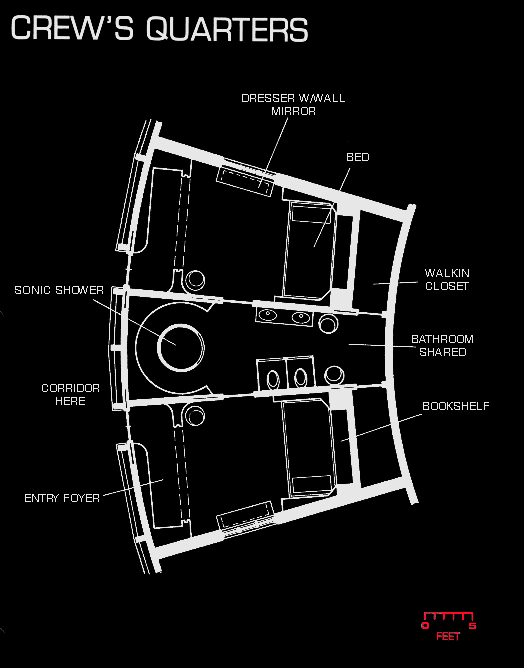 CREW'S QUARTERS
DRESSER W/WALL
MIRROR
BED
SONIC SHOWER
WALKIN
CLOSET
BATHROOM
SHARED
CORRIDOR
HERE
BOOKSHELF
ENTRY FOYER
0 5
FEET